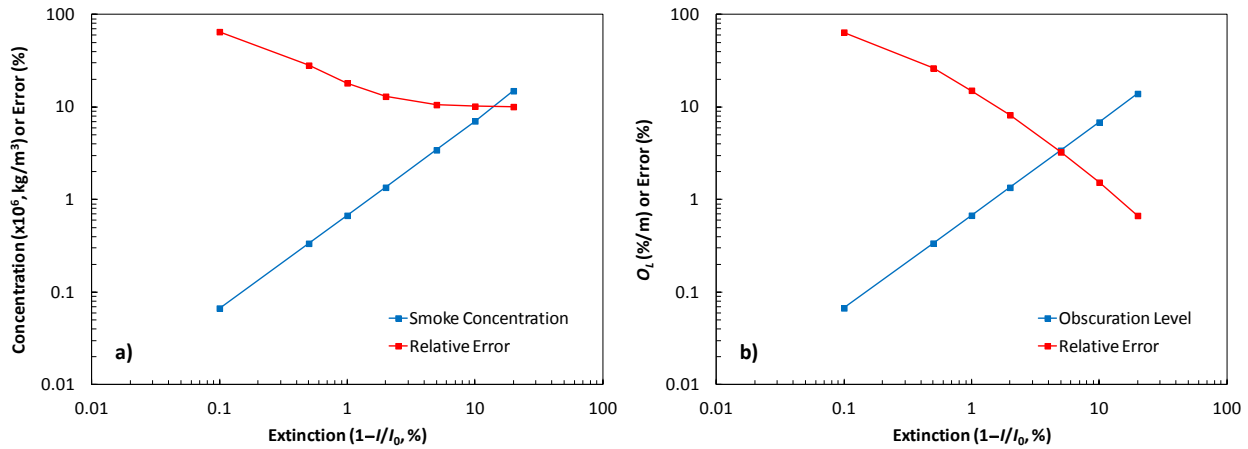 Concentration (x10⁶, kg/m³) or Error (%)
100
10
1
0.1
0.01
0.01
0.1
1
10
100
Smoke Concentration
Relative Error
a)
Extinction (1–I/I₀, %)
O_L (%/m) or Error (%)
100
10
1
0.1
0.01
0.01
0.1
1
10
100
Obscuration Level
Relative Error
b)
Extinction (1–I/I₀, %)